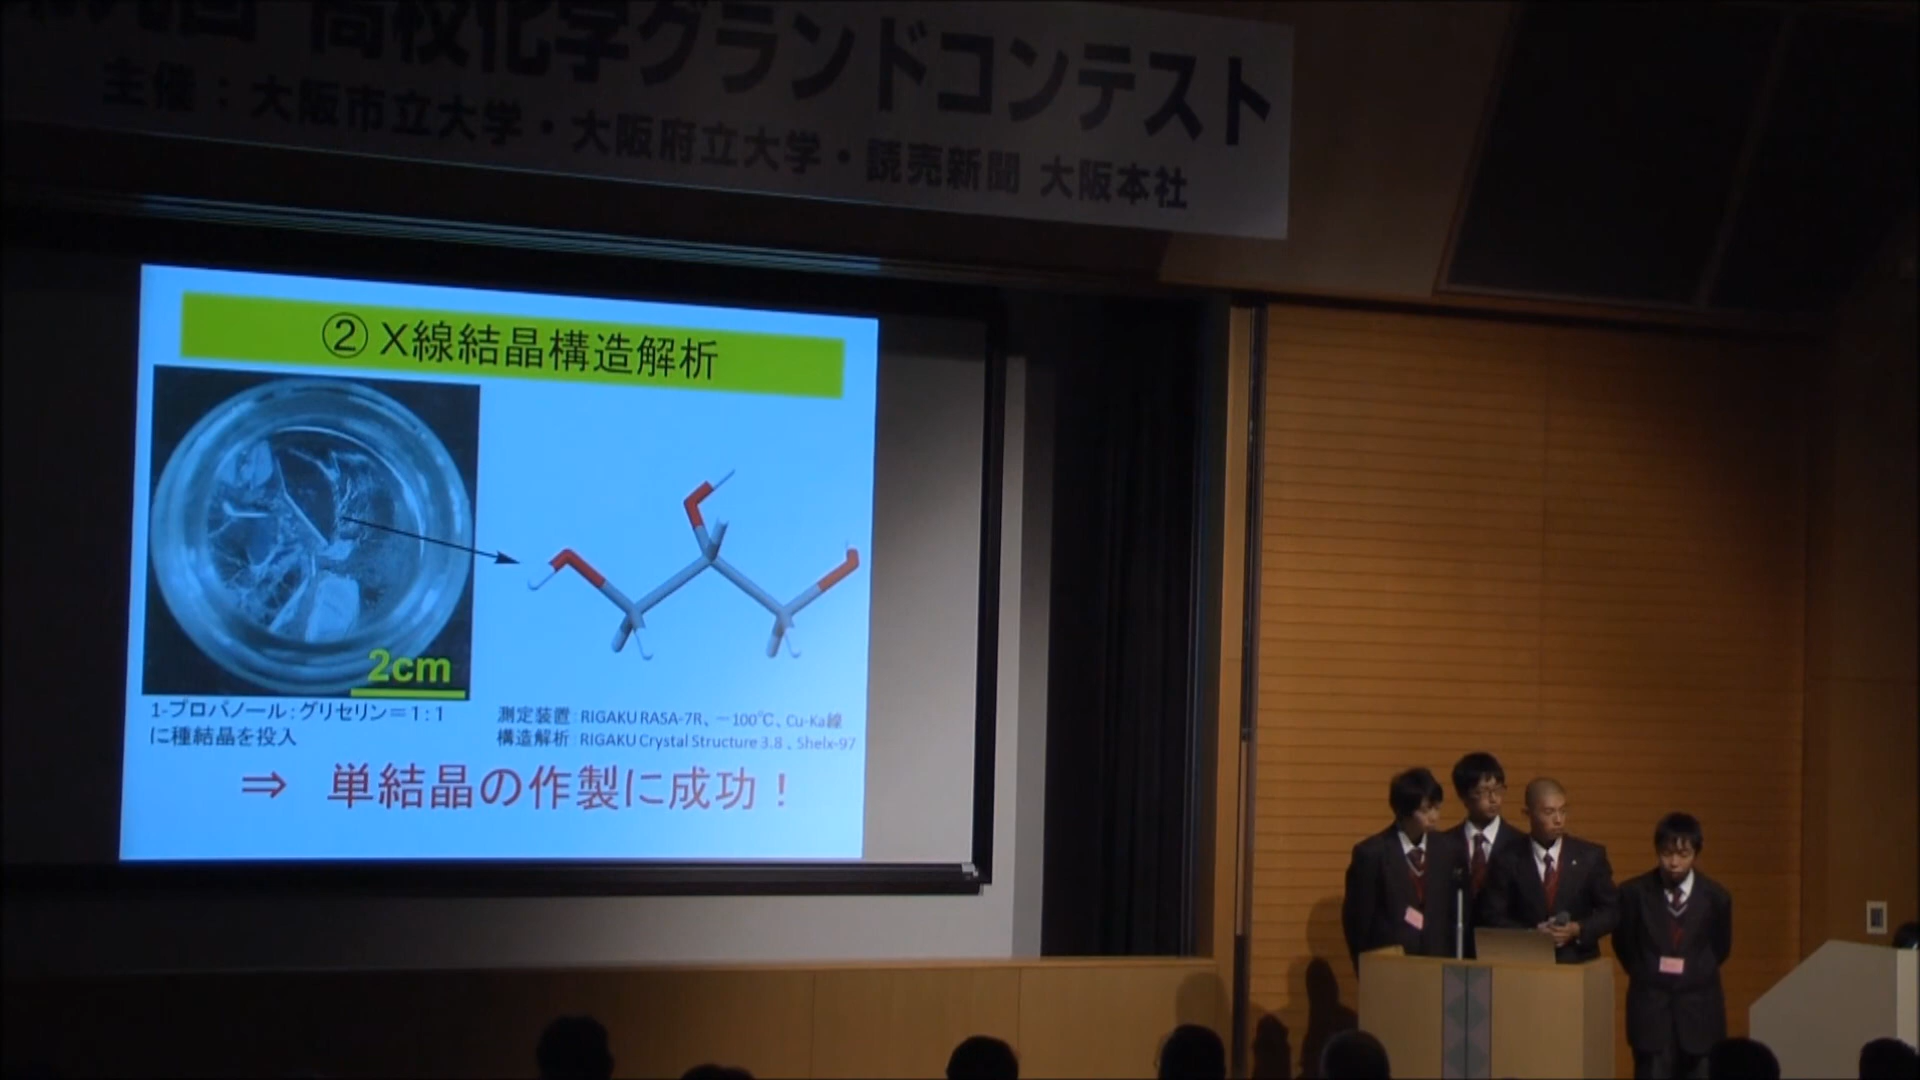 回 高校化学グランドコンテスト
主催：大阪市立大学・大阪府立大学・読売新聞 大阪本社
② X線結晶構造解析
2cm
1-プロパノール：グリセリン＝1：1
に種結晶を投入
測定装置：RIGAKU RASA-7R、－100℃、Cu-Ka線
構造解析：RIGAKU Crystal Structure 3.8 、Shelx-97
⇒ 単結晶の作製に成功！